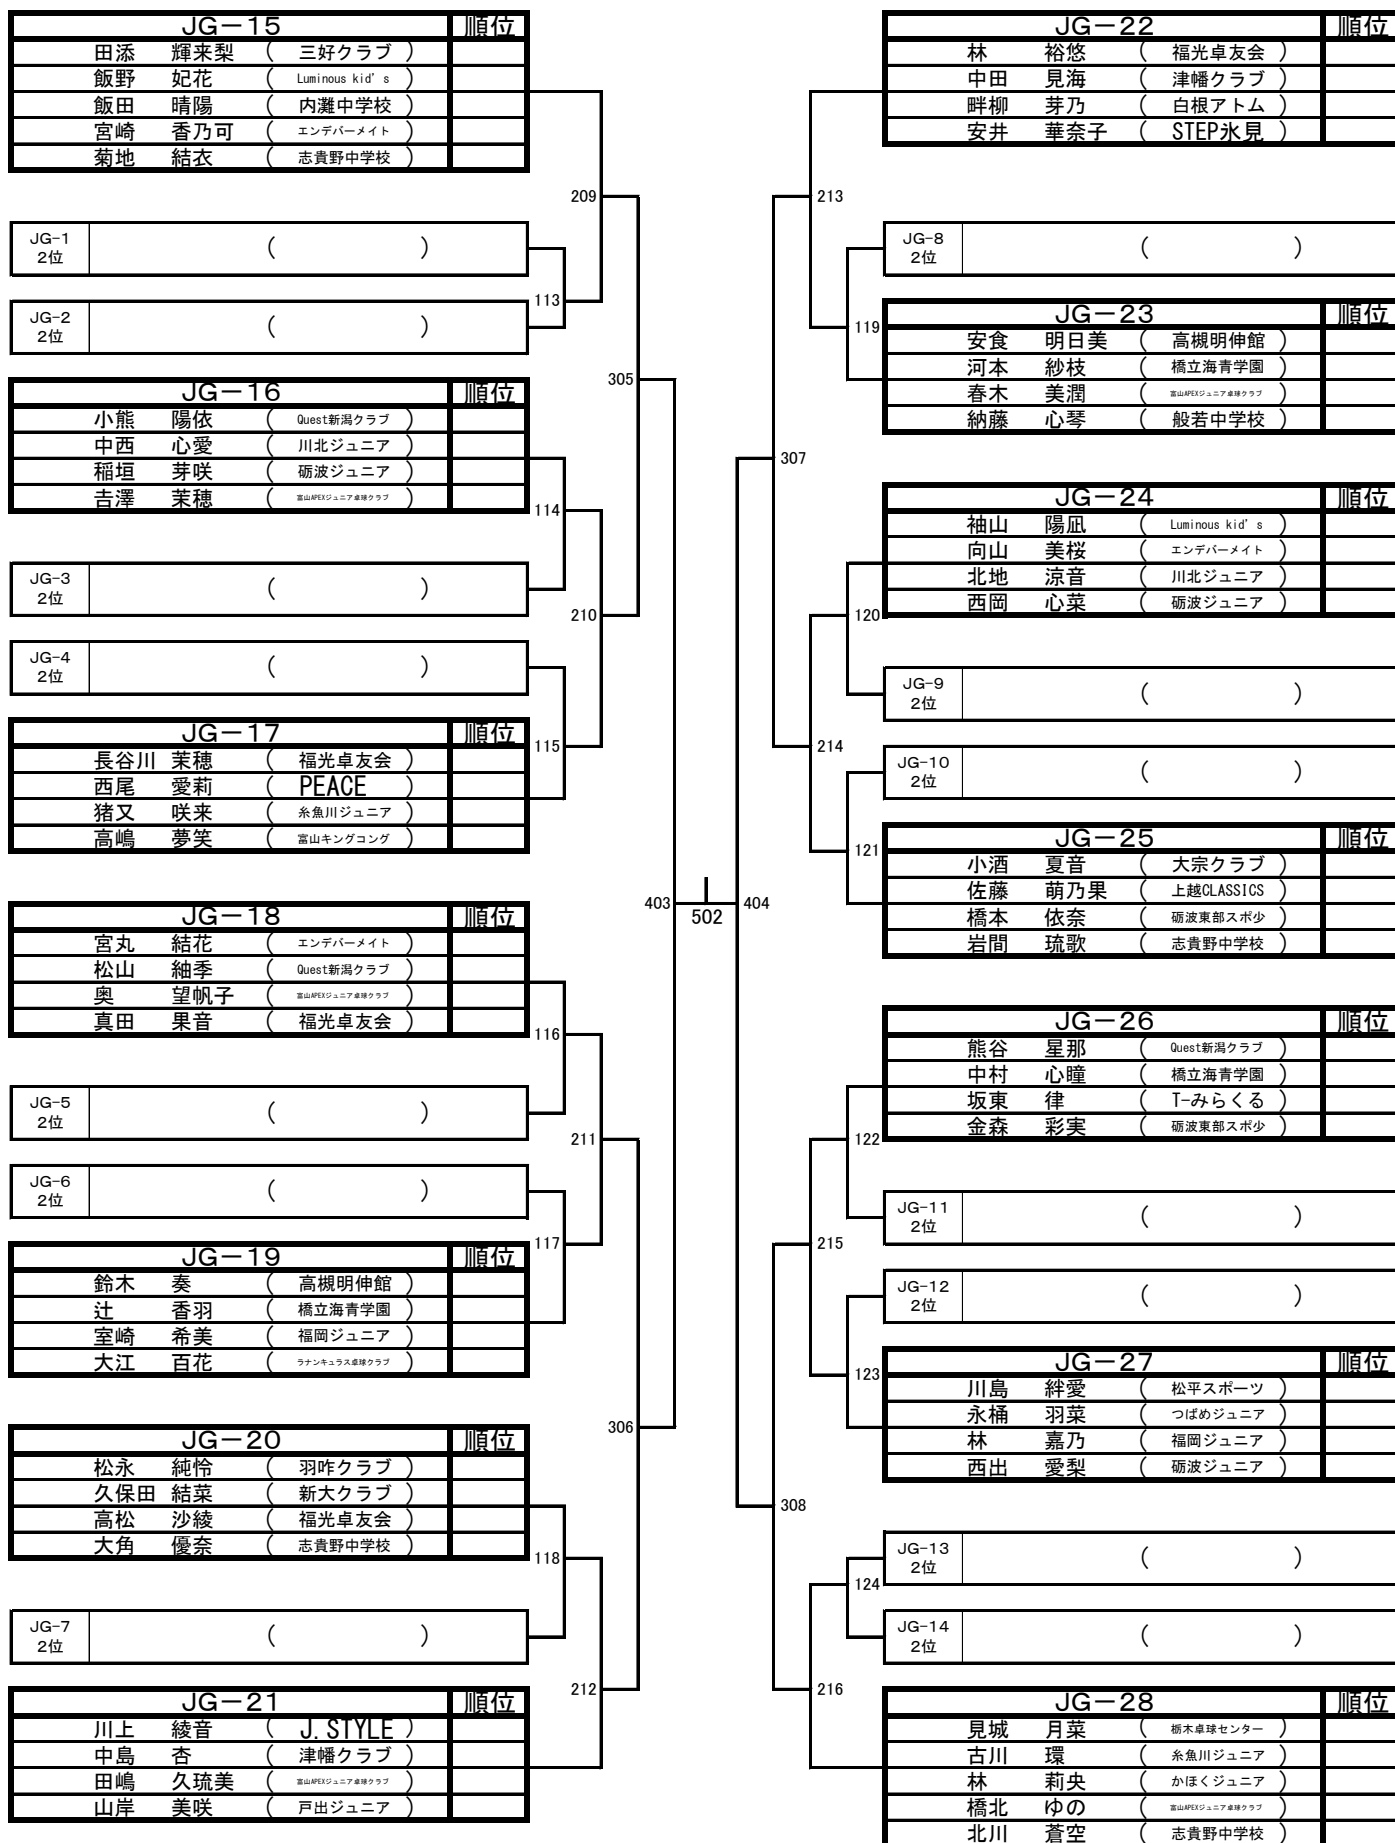 JG－15 順位
田添 輝来梨 （ 三好クラブ ）
飯野 妃花 （ Luminous kid’s ）
飯田 晴陽 （ 内灘中学校 ）
宮崎 香乃可 （ エンデバーメイト ）
菊地 結衣 （ 志貴野中学校 ）
209
JG-1 2位 （ ）
113
JG-2 2位 （ ）
305
JG－16 順位
小熊 陽依 （ Quest新潟クラブ ）
中西 心愛 （ 川北ジュニア ）
稲垣 芽咲 （ 砺波ジュニア ）
吉澤 茉穂 （ 富山APEXジュニア卓球クラブ ）
114
JG-3 2位 （ ）
210
JG-4 2位 （ ）
JG－17 順位
115
長谷川 茉穂 （ 福光卓友会 ）
西尾 愛莉 （ PEACE ）
猪又 咲来 （ 糸魚川ジュニア ）
高嶋 夢笑 （ 富山キングコング ）
403
502
404
JG－18 順位
宮丸 結花 （ エンデバーメイト ）
松山 紬季 （ Quest新潟クラブ ）
奥 望帆子 （ 富山APEXジュニア卓球クラブ ）
真田 果音 （ 福光卓友会 ）
116
JG-5 2位 （ ）
211
JG-6 2位 （ ）
117
JG－19 順位
鈴木 奏 （ 高槻明伸館 ）
辻 香羽 （ 橋立海青学園 ）
室崎 希美 （ 福岡ジュニア ）
大江 百花 （ ラナンキュラス卓球クラブ ）
306
JG－20 順位
松永 純怜 （ 羽咋クラブ ）
久保田 結菜 （ 新大クラブ ）
高松 沙綾 （ 福光卓友会 ）
大角 優奈 （ 志貴野中学校 ）
118
JG-7 2位 （ ）
212
JG－21 順位
川上 綾音 （ J.STYLE ）
中島 杏 （ 津幡クラブ ）
田嶋 久琉美 （ 富山APEXジュニア卓球クラブ ）
山岸 美咲 （ 戸出ジュニア ）
JG－22 順位
林 裕悠 （ 福光卓友会 ）
中田 見海 （ 津幡クラブ ）
畔柳 芽乃 （ 白根アトム ）
安井 華奈子 （ STEP氷見 ）
213
JG-8 2位 （ ）
119
JG－23 順位
安食 明日美 （ 高槻明伸館 ）
河本 紗枝 （ 橋立海青学園 ）
春木 美潤 （ 富山APEXジュニア卓球クラブ ）
納藤 心琴 （ 般若中学校 ）
307
JG－24 順位
袖山 陽凪 （ Luminous kid’s ）
向山 美桜 （ エンデバーメイト ）
北地 涼音 （ 川北ジュニア ）
西岡 心菜 （ 砺波ジュニア ）
120
JG-9 2位 （ ）
214
JG-10 2位 （ ）
121
JG－25 順位
小酒 夏音 （ 大宗クラブ ）
佐藤 萌乃果 （ 上越CLASSICS ）
橋本 依奈 （ 砺波東部スポ少 ）
岩間 琉歌 （ 志貴野中学校 ）
JG－26 順位
熊谷 星那 （ Quest新潟クラブ ）
中村 心瞳 （ 橋立海青学園 ）
坂東 律 （ T-みらくる ）
金森 彩実 （ 砺波東部スポ少 ）
122
JG-11 2位 （ ）
215
JG-12 2位 （ ）
123
JG－27 順位
川島 絆愛 （ 松平スポーツ ）
永桶 羽菜 （ つばめジュニア ）
林 嘉乃 （ 福岡ジュニア ）
西出 愛梨 （ 砺波ジュニア ）
308
JG-13 2位 （ ）
124
JG-14 2位 （ ）
216
JG－28 順位
見城 月菜 （ 栃木卓球センター ）
古川 環 （ 糸魚川ジュニア ）
林 莉央 （ かほくジュニア ）
橋北 ゆの （ 富山APEXジュニア卓球クラブ ）
北川 蒼空 （ 志貴野中学校 ）